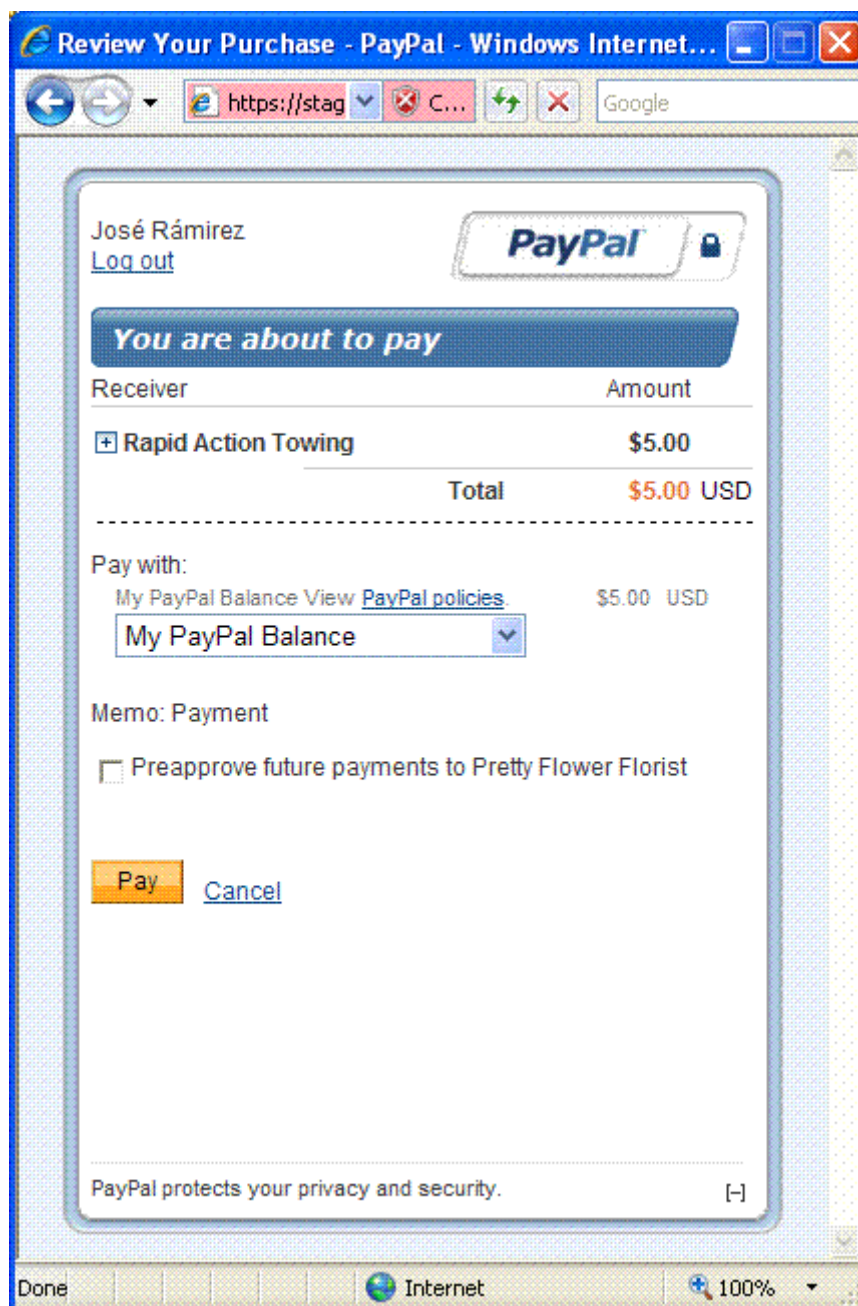 Review Your Purchase - PayPal - Windows Internet...
https://stag C... Google
José Rámirez
Log out
PayPal
You are about to pay
Receiver Amount
Rapid Action Towing $5.00
Total $5.00 USD
Pay with:
My PayPal Balance View PayPal policies. $5.00 USD
My PayPal Balance
Memo: Payment
Preapprove future payments to Pretty Flower Florist
Pay Cancel
PayPal protects your privacy and security. [–]
Done Internet 100%